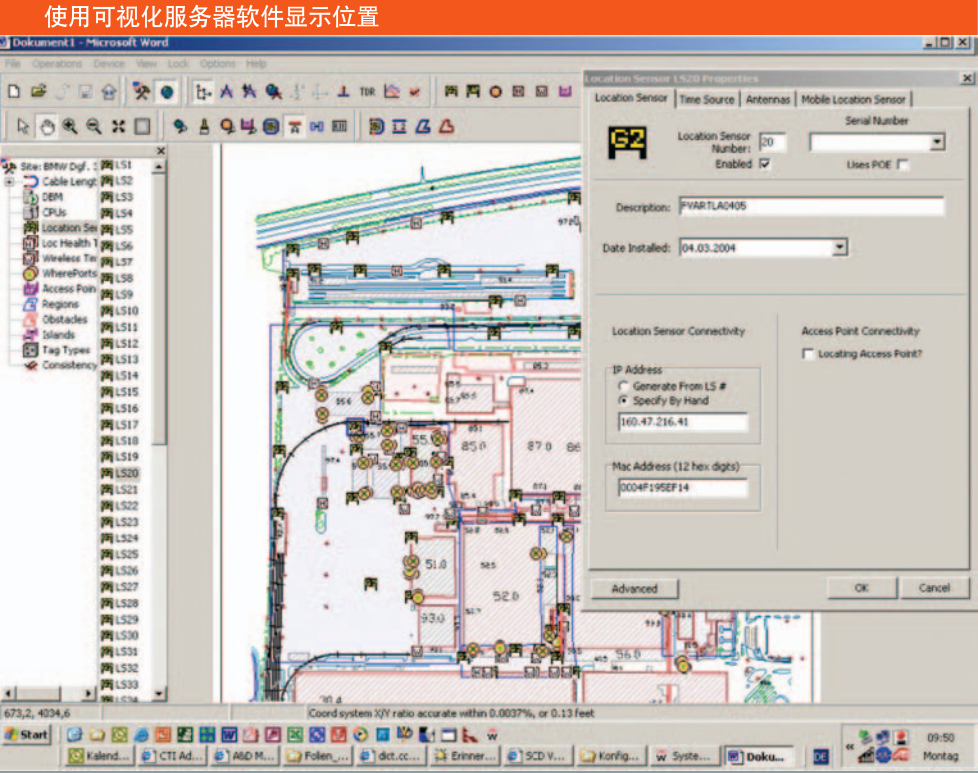 使用可视化服务器软件显示位置
Dokument1 - Microsoft Word
File Operations Device View Lock Options Help
TDR
Location Sensor LS20 Properties
Location Sensor Time Source Antennas Mobile Location Sensor
G2
Location Sensor Number: 20
Serial Number
Enabled
Uses POE
Description: FVARTLA0405
Date Installed: 04.03.2004
Location Sensor Connectivity
Access Point Connectivity
Locating Access Point?
IP Address
Generate From LS #
Specify By Hand
160.47.216.41
Mac Address (12 hex digits)
0004F195EF14
Advanced OK Cancel
Site: BMW Dgf.
Cable Lengt
DBM
CPUs
Location Se
Loc Health
Wireless
WherePorts
Access Poin
Regions
Obstacles
Islands
Tag Types
Consistency
LS1
LS2
LS3
LS4
LS5
LS6
LS7
LS8
LS9
LS10
LS11
LS12
LS13
LS14
LS15
LS16
LS17
LS18
LS19
LS20
LS21
LS22
LS23
LS24
LS25
LS26
LS27
LS28
LS29
LS30
LS31
LS32
LS33
85.0
87.0
51.0
52.0
93.0
56.0
673,2, 4034,6
Coord system X/Y ratio accurate within 0.0037%, or 0.13 feet
Start
09:50
Kalend... CTI Ad... A&D M... Folien_... dict.cc... Erinner... SCD V... Konfig... Syste... Doku...
DE
Montag